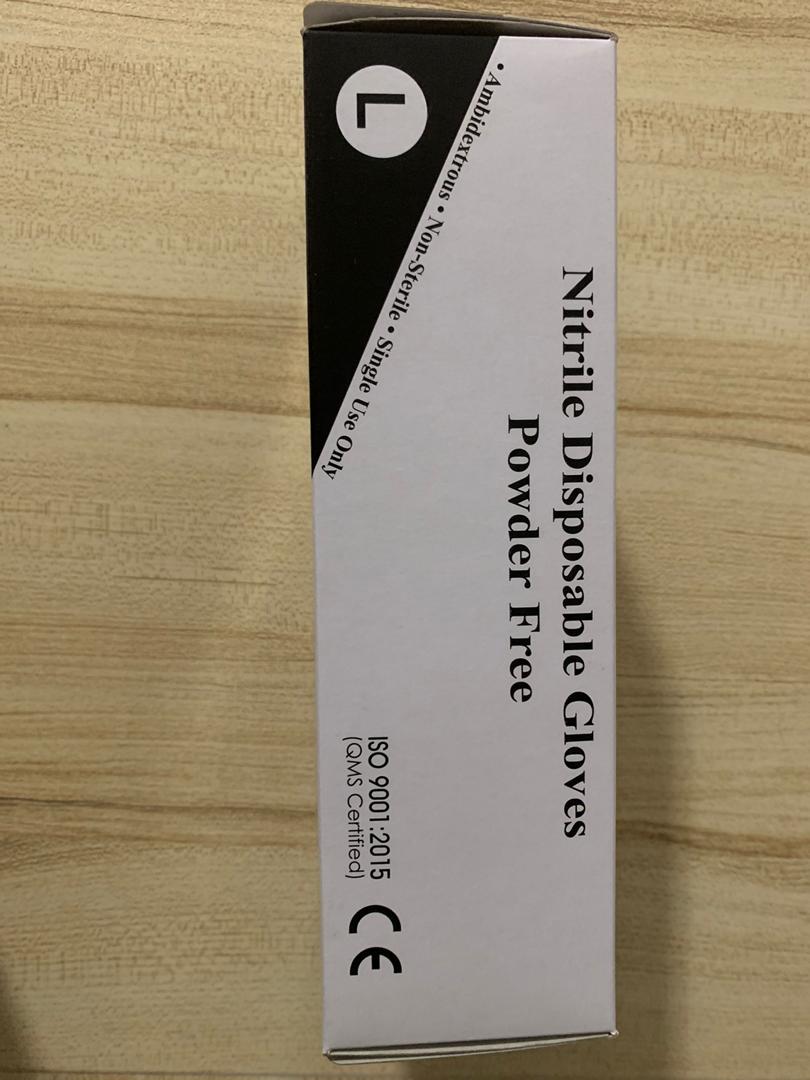 L
• Ambidextrous • Non-Sterile • Single Use Only
Nitrile Disposable Gloves
Powder Free
ISO 9001:2015
(QMS Certified)
CE